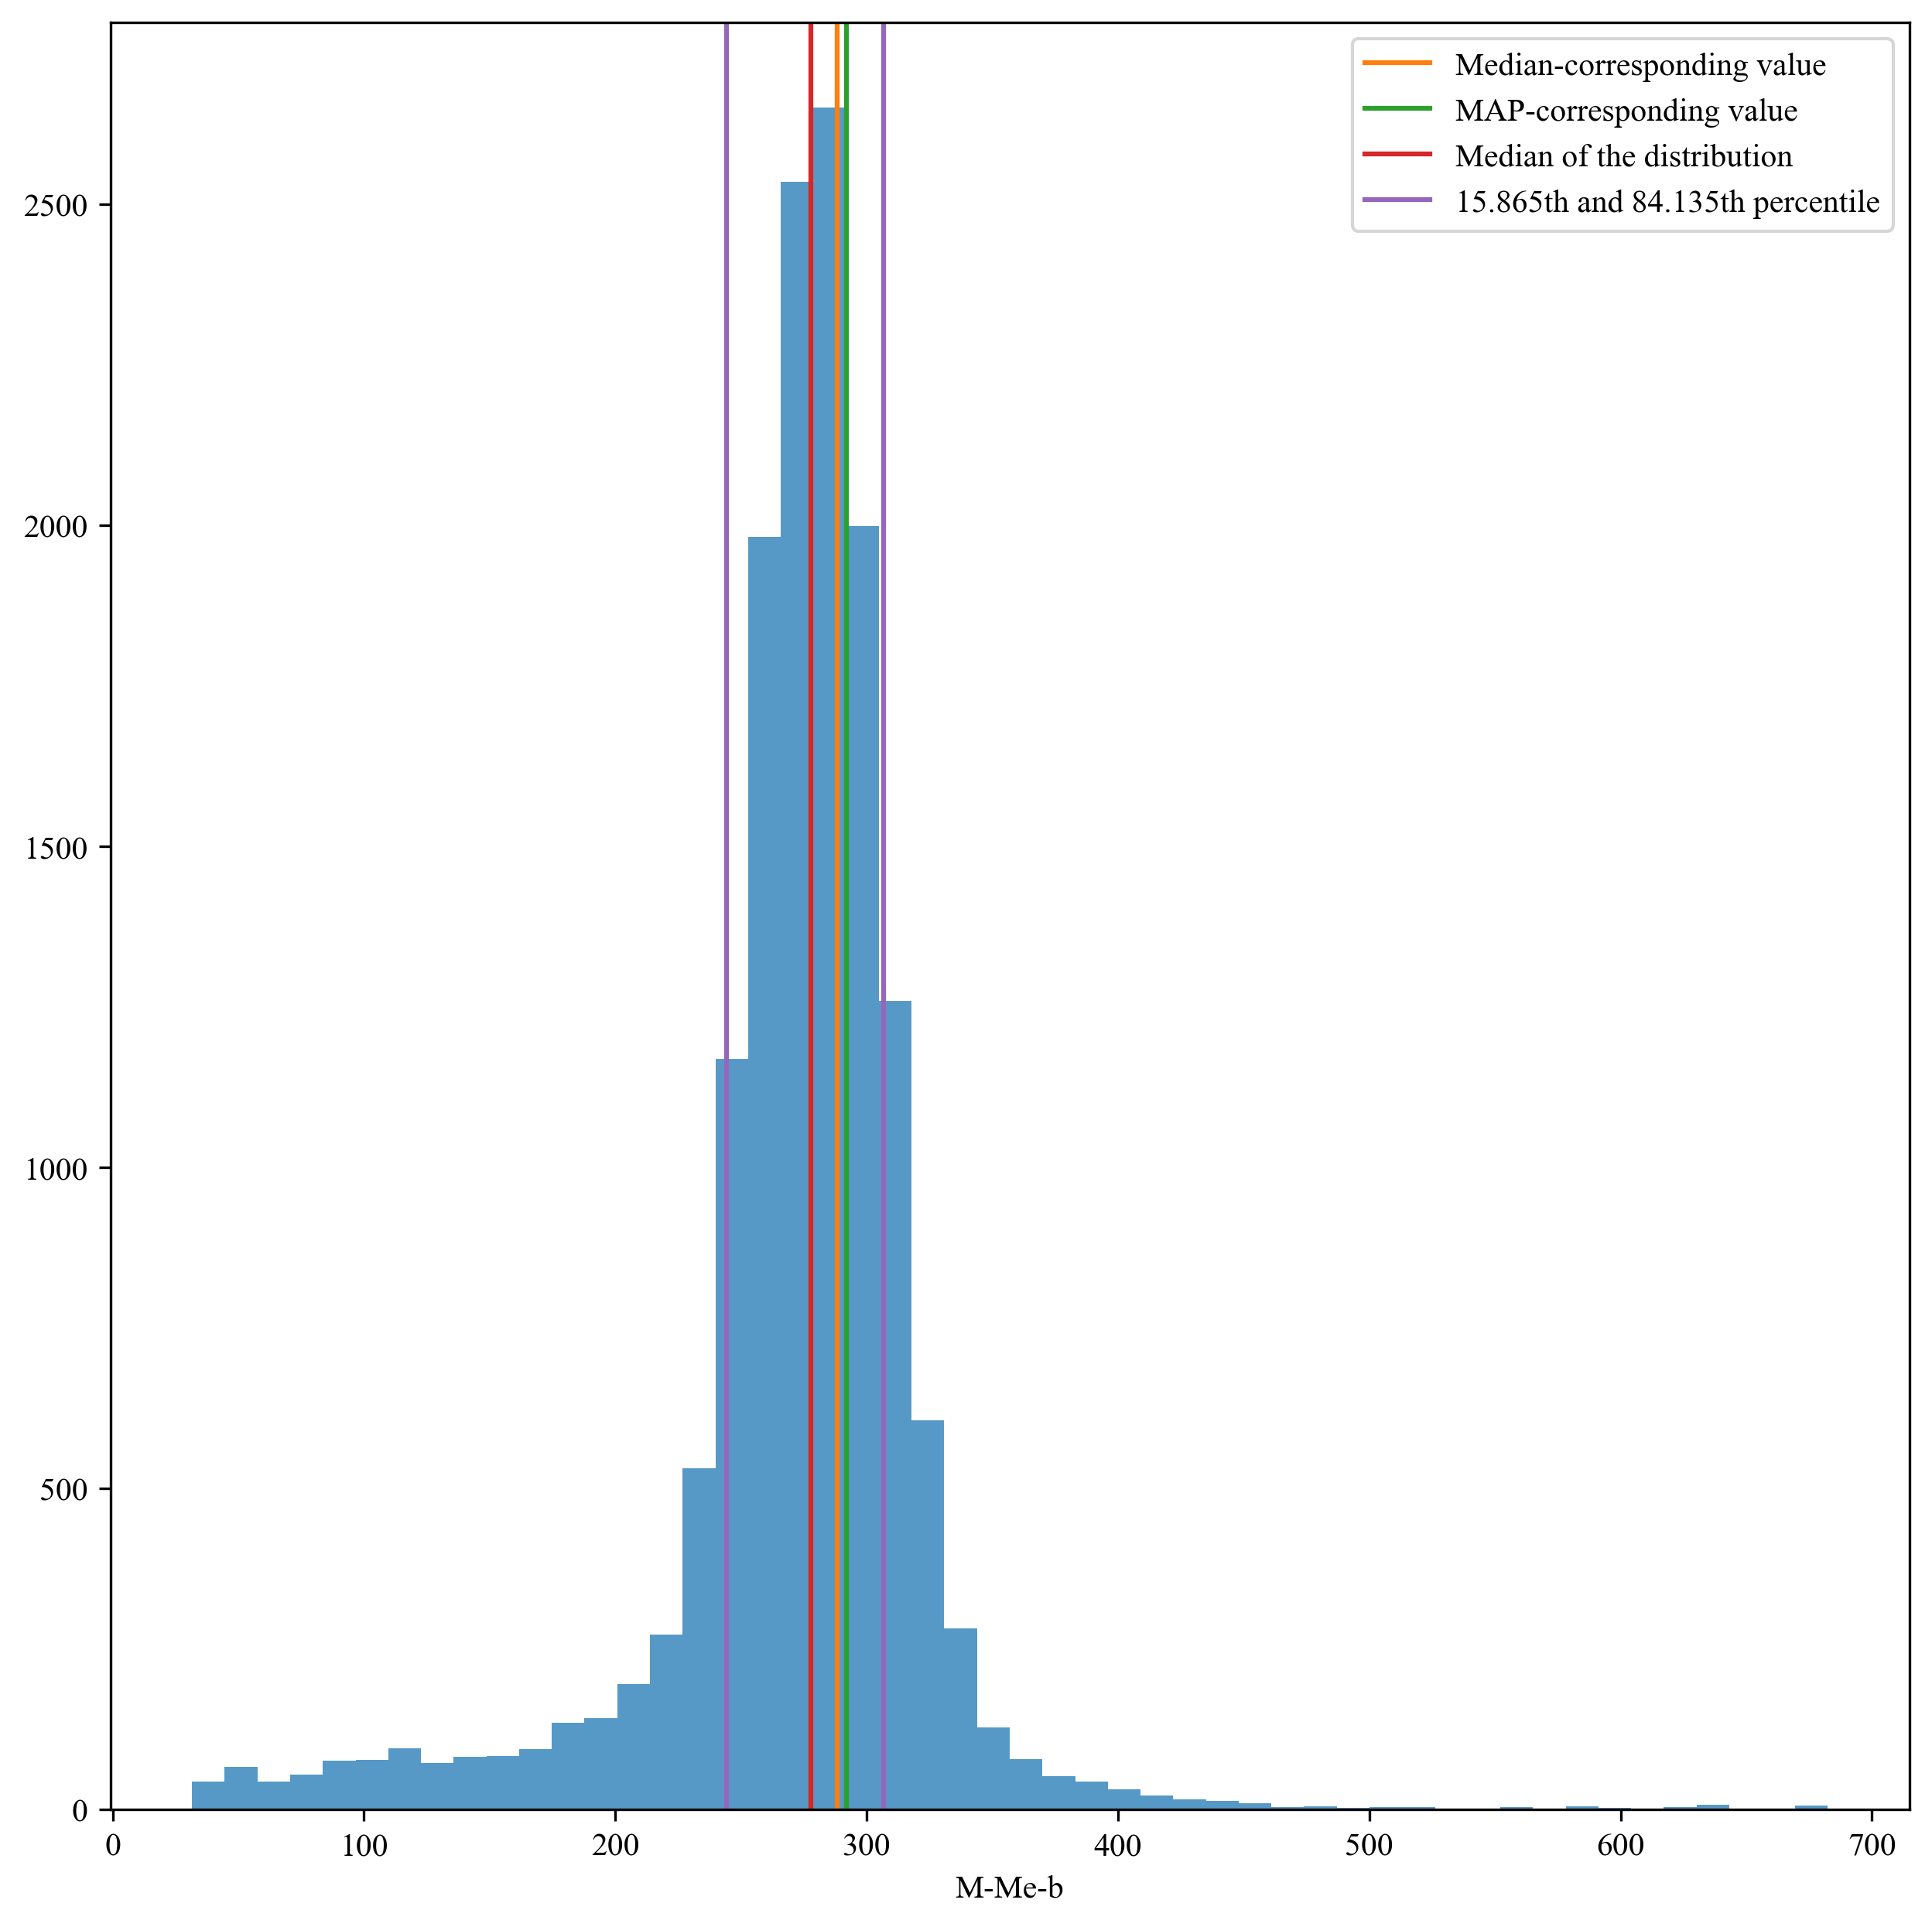 Median-corresponding value
MAP-corresponding value
Median of the distribution
15.865th and 84.135th percentile
2500
2000
1500
1000
500
0
0 100 200 300 400 500 600 700
M-Me-b